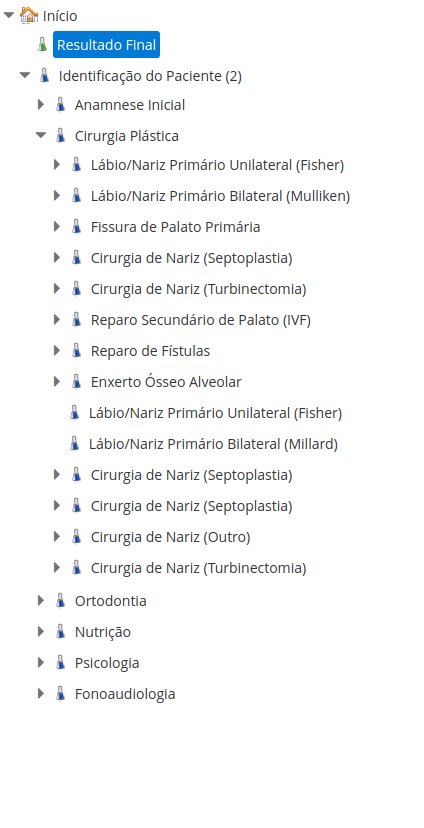 Início
Resultado Final
Identificação do Paciente (2)
Anamnese Inicial
Cirurgia Plástica
Lábio/Nariz Primário Unilateral (Fisher)
Lábio/Nariz Primário Bilateral (Mulliken)
Fissura de Palato Primária
Cirurgia de Nariz (Septoplastia)
Cirurgia de Nariz (Turbinectomia)
Reparo Secundário de Palato (IVF)
Reparo de Fístulas
Enxerto Ósseo Alveolar
Lábio/Nariz Primário Unilateral (Fisher)
Lábio/Nariz Primário Bilateral (Millard)
Cirurgia de Nariz (Septoplastia)
Cirurgia de Nariz (Septoplastia)
Cirurgia de Nariz (Outro)
Cirurgia de Nariz (Turbinectomia)
Ortodontia
Nutrição
Psicologia
Fonoaudiologia